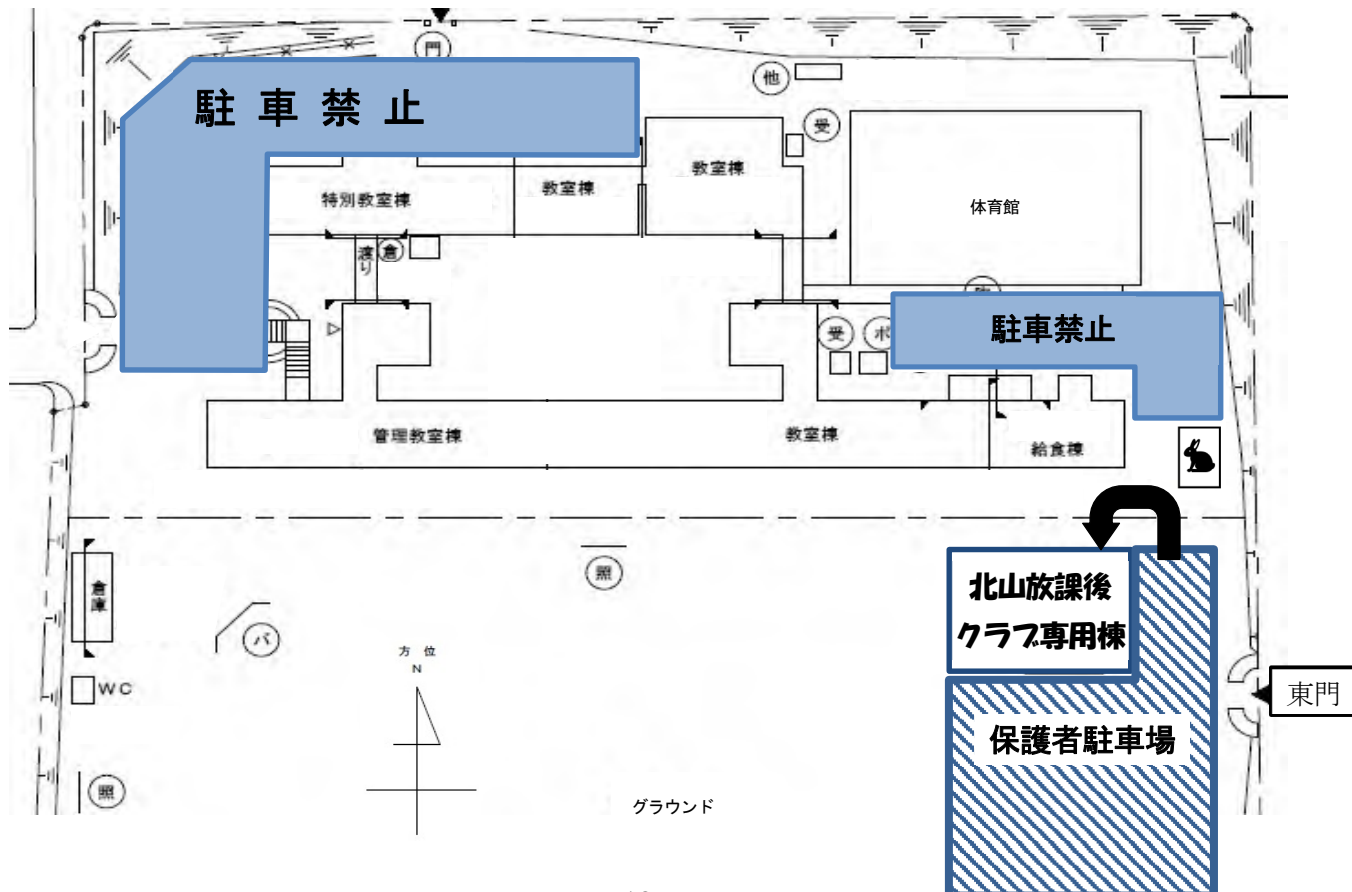 門
駐車禁止
他
受
教室棟
教室棟
特別教室棟
体育館
渡り
倉
駐車禁止
受
ポ
管理教室棟
教室棟
給食棟
照
北山放課後
クラブ専用棟
倉庫
バ
方位
N
WC
東門
保護者駐車場
照
グラウンド